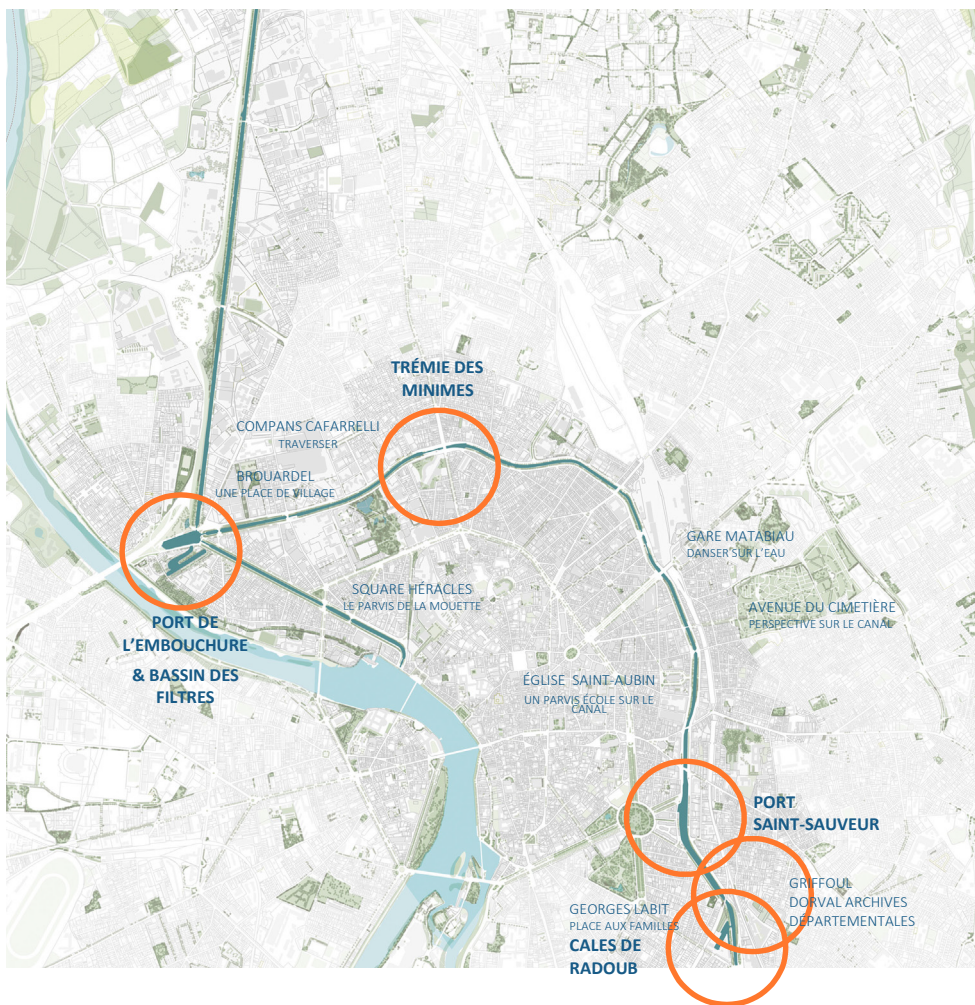 TRÉMIE DES
MINIMES
COMPANS CAFARRELLI
TRAVERSER
BROUARDEL
UNE PLACE DE VILLAGE
GARE MATABIAU
DANSER SUR L'EAU
SQUARE HÉRACLES
LE PARVIS DE LA MOUETTE
AVENUE DU CIMETIÈRE
PERSPECTIVE SUR LE CANAL
PORT DE
L'EMBOUCHURE
& BASSIN DES
FILTRES
ÉGLISE SAINT-AUBIN
UN PARVIS ÉCOLE SUR LE
CANAL
PORT
SAINT-SAUVEUR
GRIFFOUL
DORVAL ARCHIVES
DÉPARTEMENTALES
GEORGES LABIT
PLACE AUX FAMILLES
CALES DE
RADOUB